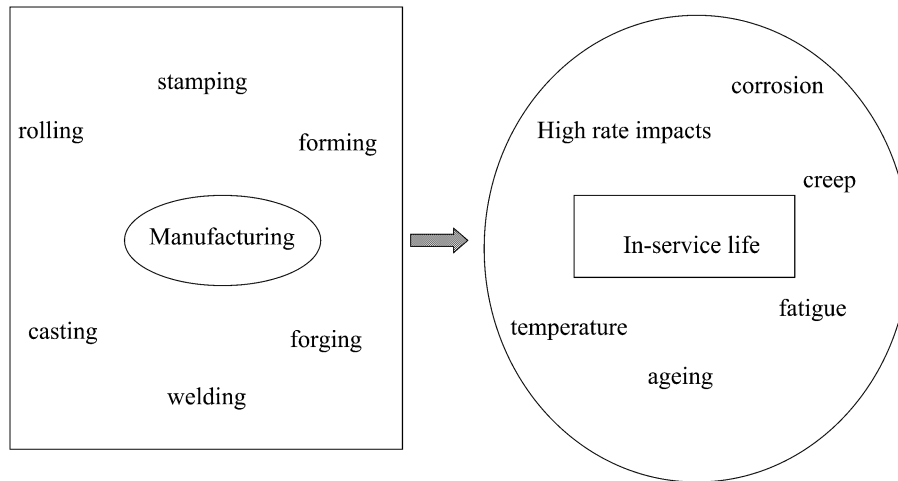 stamping
rolling
forming
Manufacturing
casting
forging
welding
corrosion
High rate impacts
creep
In-service life
fatigue
temperature
ageing